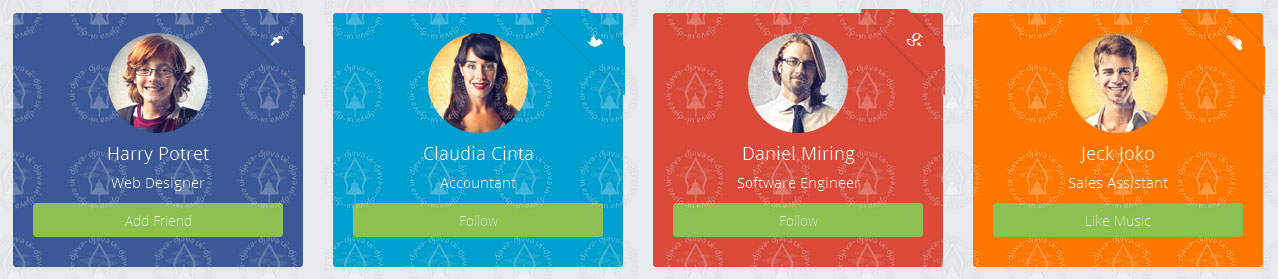 Harry Potret
Web Designer
Add Friend
Claudia Cinta
Accountant
Follow
Daniel Miring
Software Engineer
Follow
Jeck Joko
Sales Assistant
Like Music